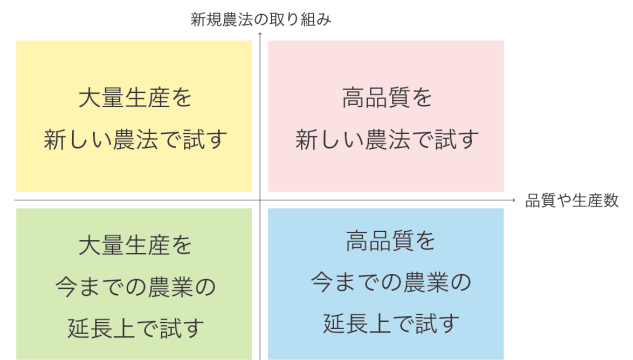 新規農法の取り組み
大量生産を
新しい農法で試す
高品質を
新しい農法で試す
品質や生産数
大量生産を
今までの農業の
延長上で試す
高品質を
今までの農業の
延長上で試す